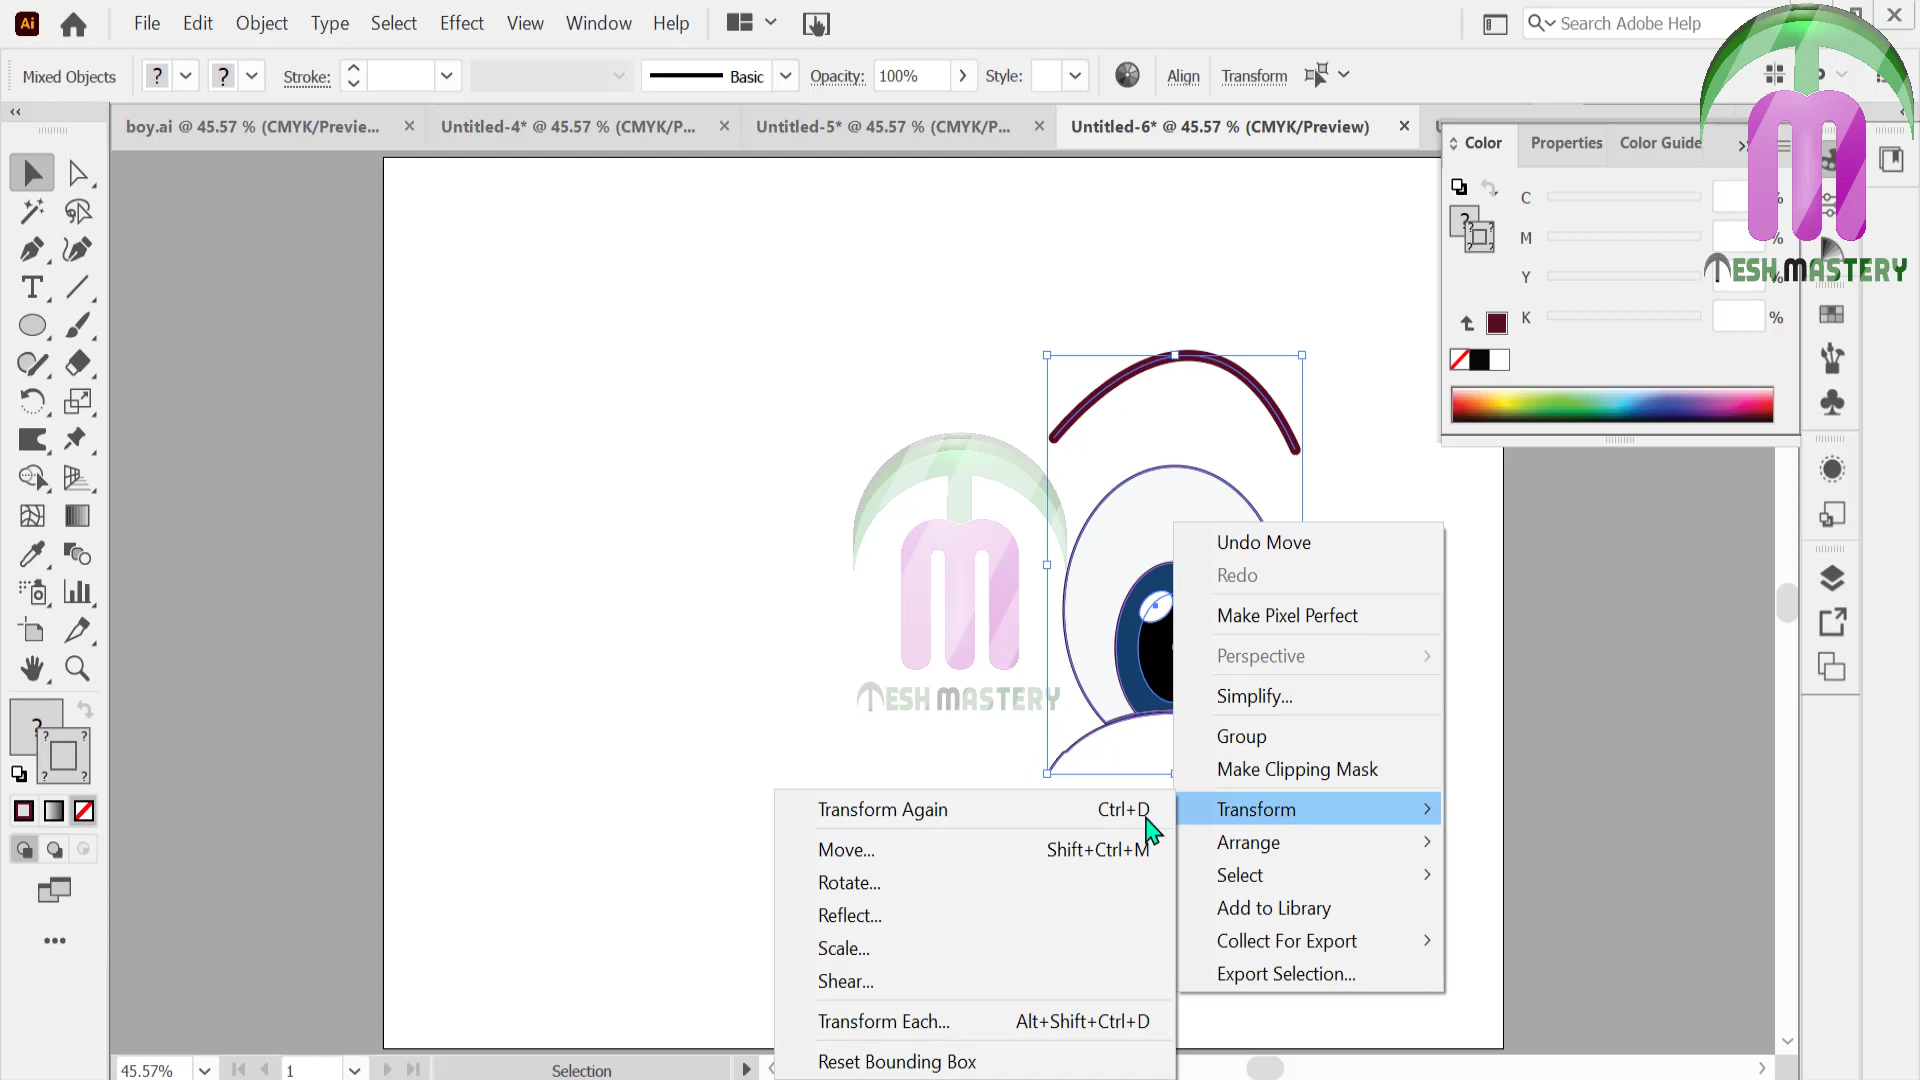 Ai File Edit Object Type Select Effect View Window Help Search Adobe Help
Mixed Objects ? ? Stroke: Basic Opacity: 100% Style: Align Transform
boy.ai @ 45.57 % (CMYK/Previe... Untitled-4* @ 45.57 % (CMYK/P... Untitled-5* @ 45.57 % (CMYK/P... Untitled-6* @ 45.57 % (CMYK/Preview)
Color Properties Color Guide
C %
M %
Y %
K %
TESH MASTERY
TESH MASTERY
Undo Move
Redo
Make Pixel Perfect
Perspective
Simplify...
Group
Make Clipping Mask
Transform
Arrange
Select
Add to Library
Collect For Export
Export Selection...
Transform Again Ctrl+D
Move... Shift+Ctrl+M
Rotate...
Reflect...
Scale...
Shear...
Transform Each... Alt+Shift+Ctrl+D
Reset Bounding Box
45.57% 1 Selection